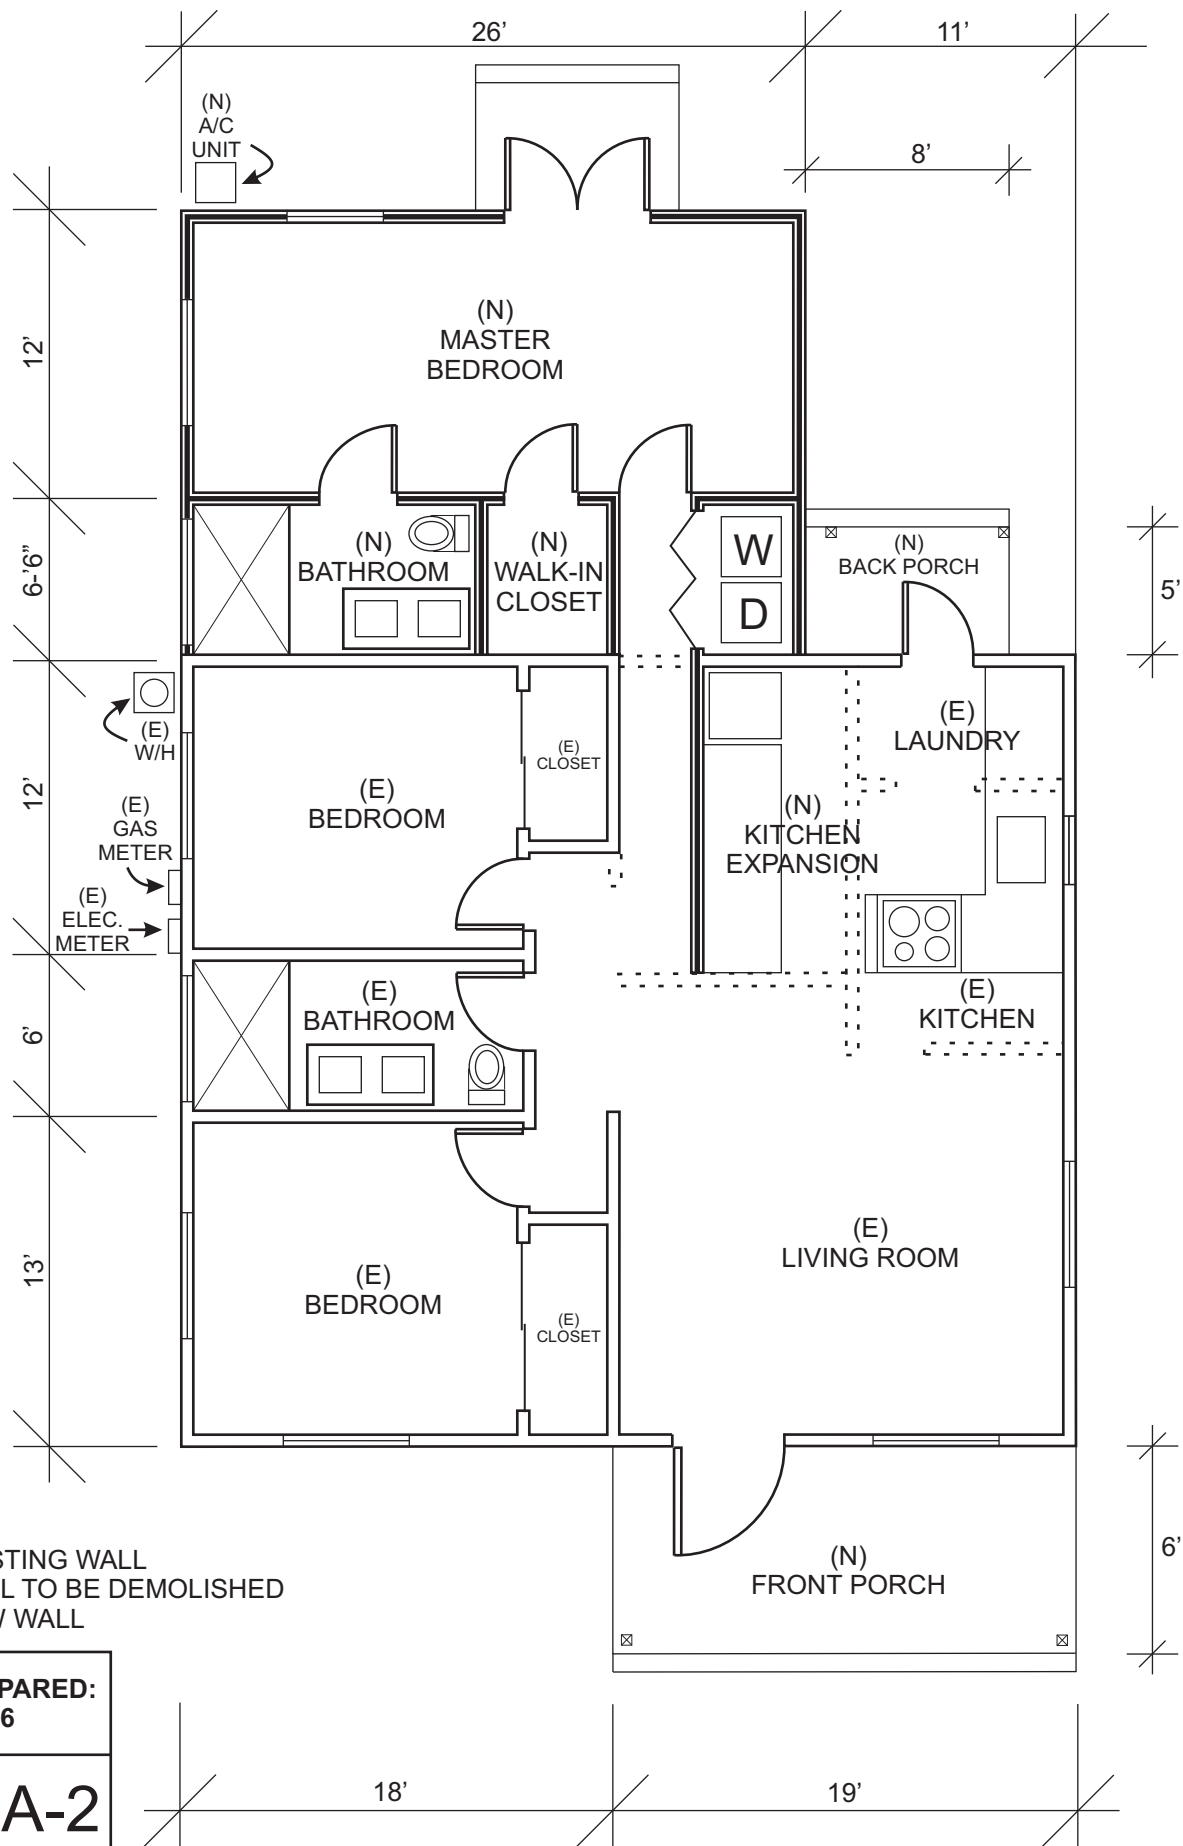 26’
11’
(N)
A/C
UNIT
8’
12’
(N)
MASTER
BEDROOM
6-‘6“
(N)
BATHROOM
(N)
WALK-IN
CLOSET
W
D
(N)
BACK PORCH
5’
(E)
W/H
(E)
CLOSET
(E)
LAUNDRY
12’
(E)
BEDROOM
(N)
KITCHEN
EXPANSION
(E)
GAS
METER
(E)
ELEC.
METER
6’
(E)
BATHROOM
(E)
KITCHEN
13’
(E)
BEDROOM
(E)
CLOSET
(E)
LIVING ROOM
STING WALL
L TO BE DEMOLISHED
WALL
(N)
FRONT PORCH
6’
PARED:
6
A-2
18’
19’